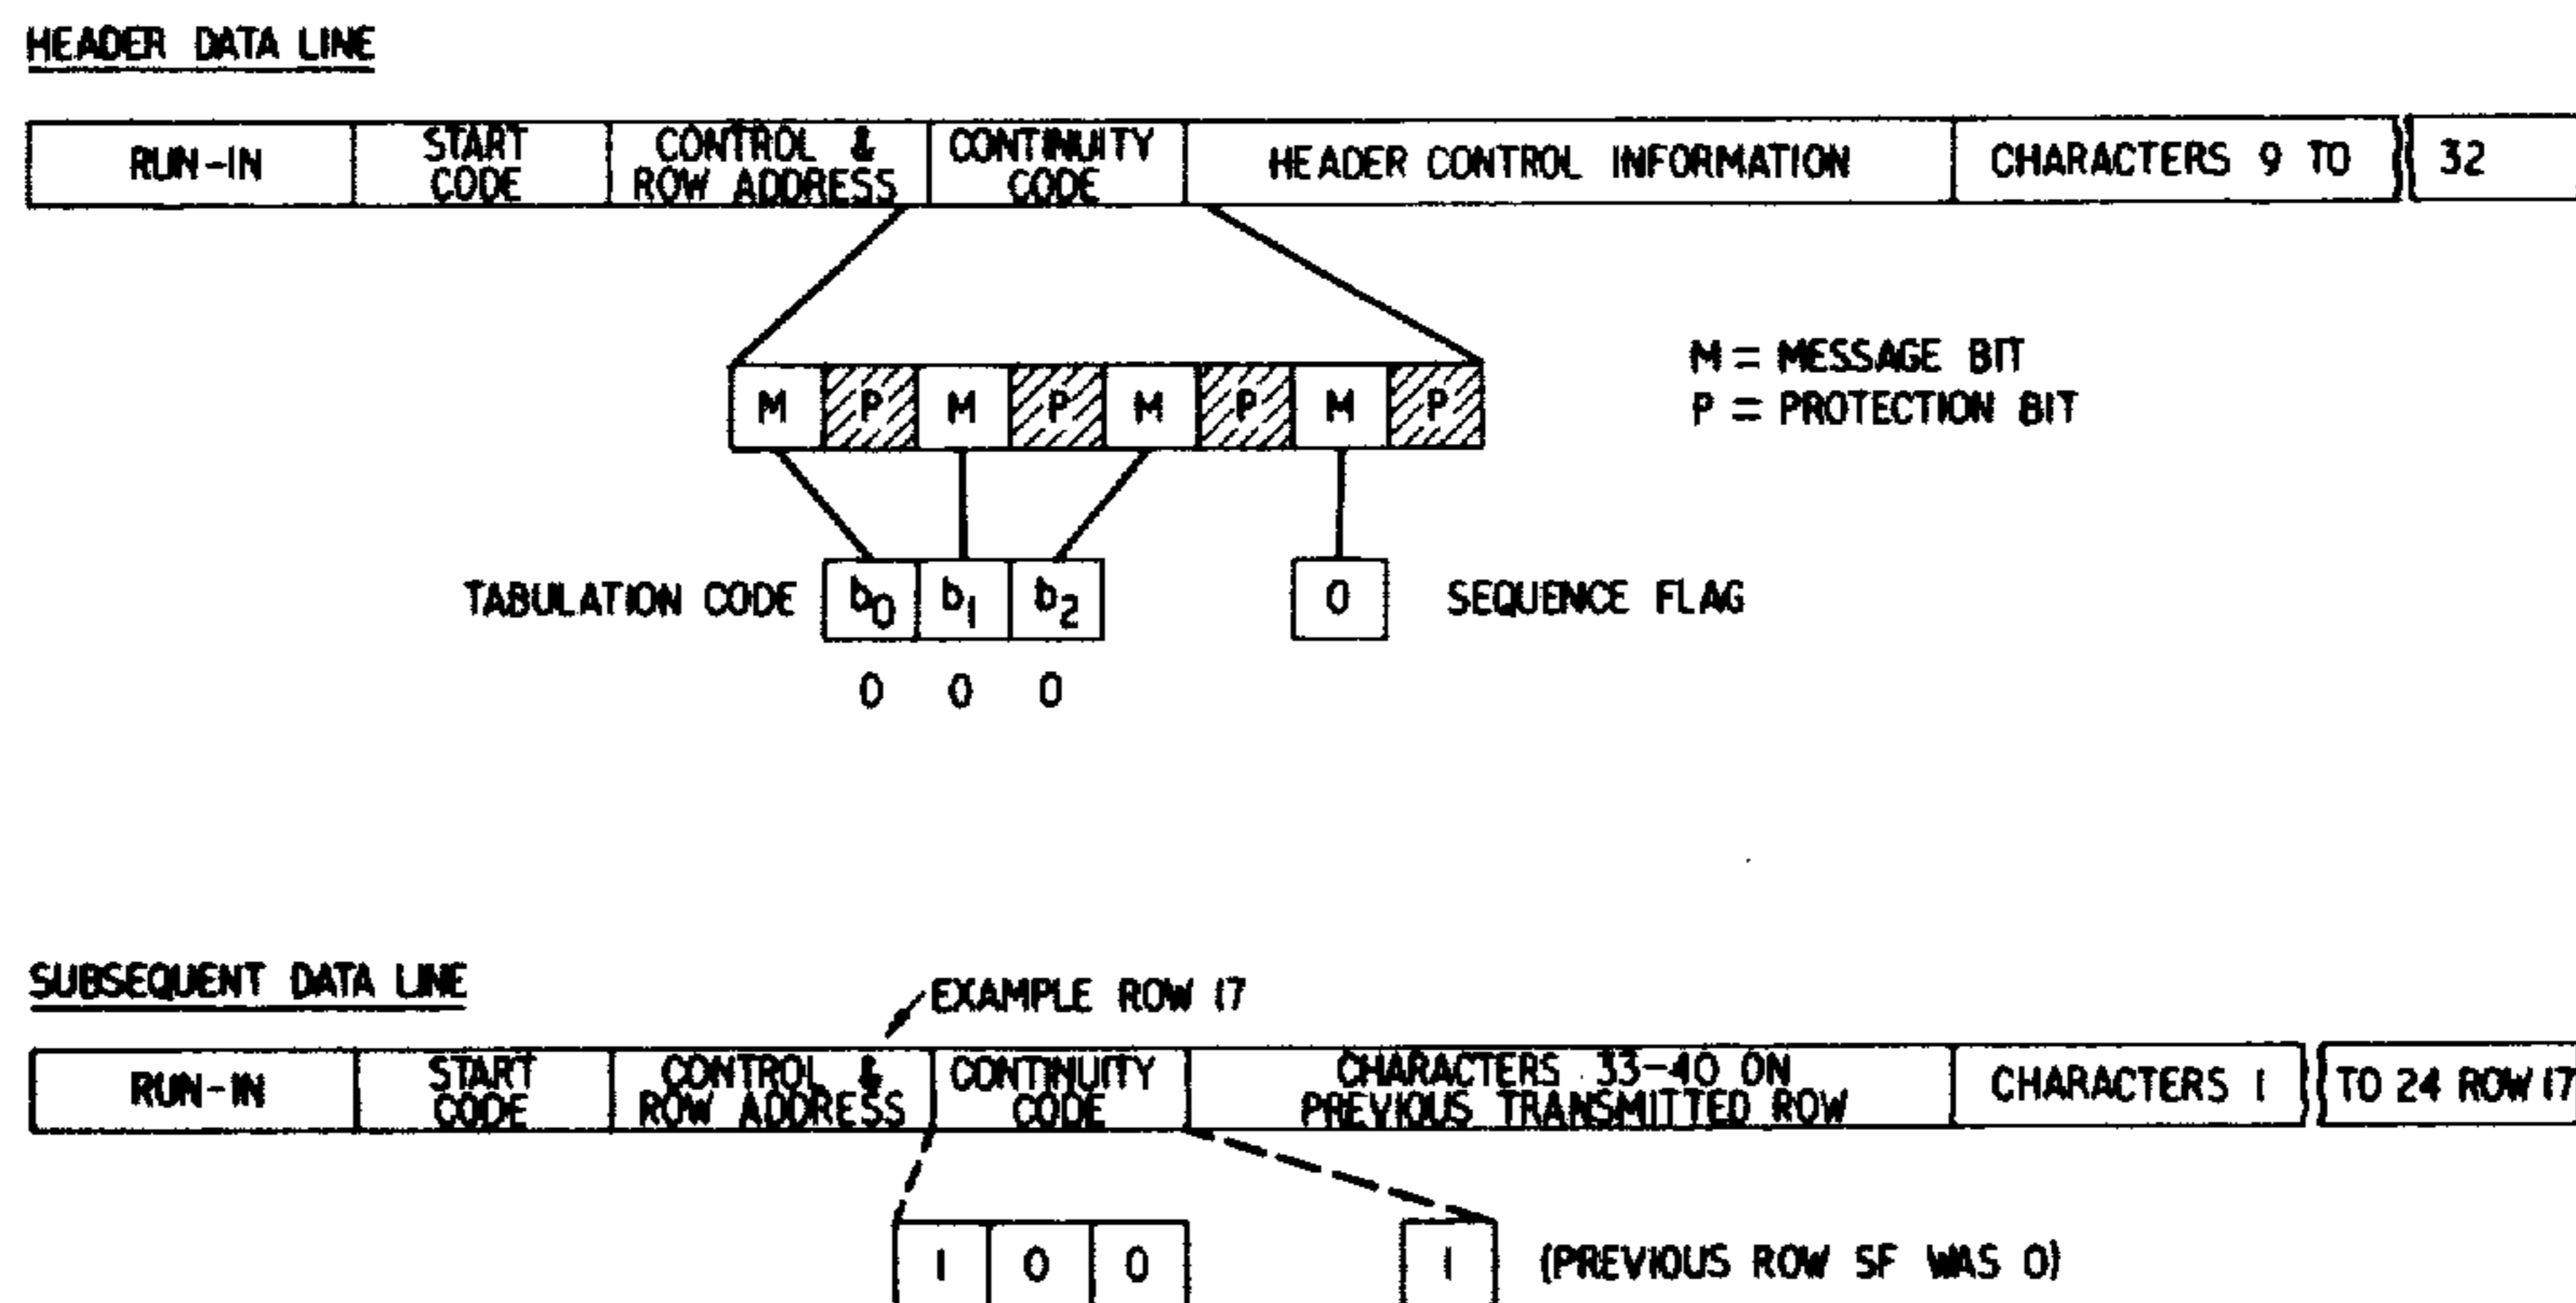 HEADER DATA LINE
RUN-IN
START
CODE
CONTROL &
ROW ADDRESS
CONTINUITY
CODE
HEADER CONTROL INFORMATION
CHARACTERS 9 TO
32
M P M P M P M P
M = MESSAGE BIT
P = PROTECTION BIT
TABULATION CODE b0 b1 b2
0 SEQUENCE FLAG
0 0 0
SUBSEQUENT DATA LINE
EXAMPLE ROW 17
RUN-IN
START
CODE
CONTROL &
ROW ADDRESS
CONTINUITY
CODE
CHARACTERS 33-40 ON
PREVIOUS TRANSMITTED ROW
CHARACTERS 1
TO 24 ROW 17
1 0 0
1 (PREVIOUS ROW SF WAS 0)